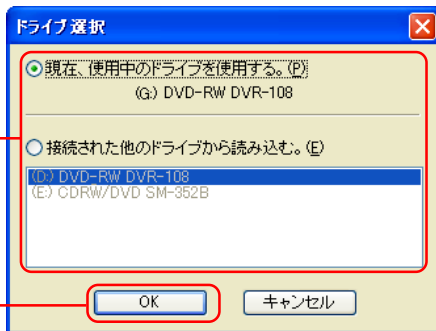 ドライブ選択
現在、使用中のドライブを使用する。(P)
(G:) DVD-RW DVR-108
接続された他のドライブから読み込む。(E)
(D:) DVD-RW DVR-108
(E:) CDRW/DVD SM-352B
OK
キャンセル